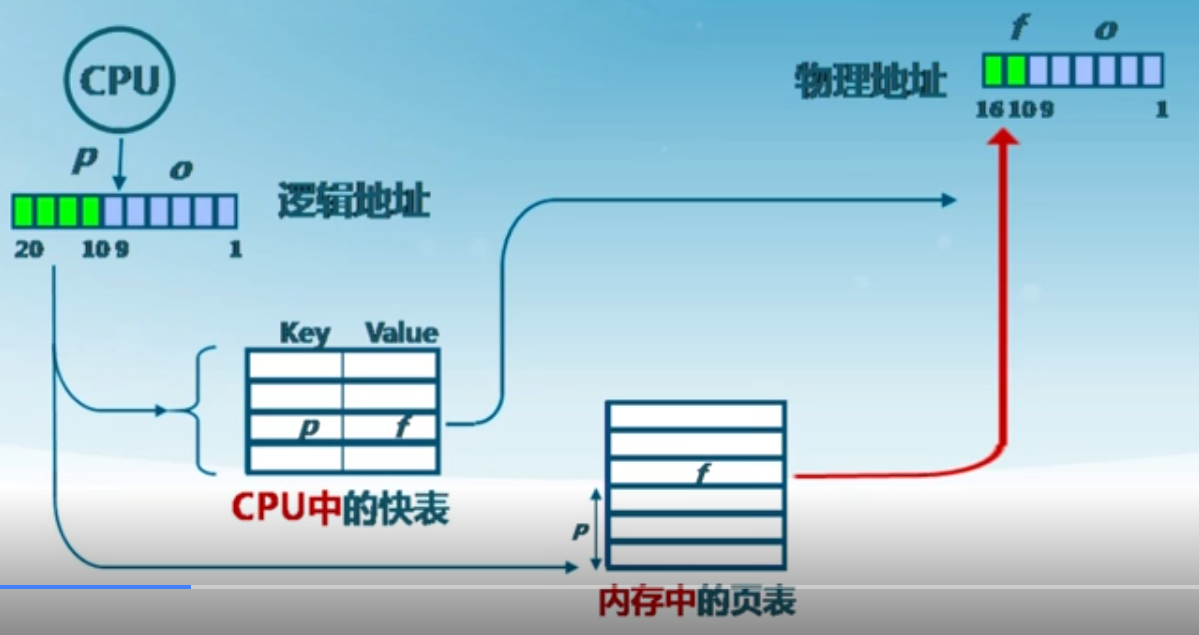 CPU
p o
逻辑地址
20 10 9 1
f o
物理地址
16 10 9 1
Key Value
p f
CPU中的快表
f
p
内存中的页表